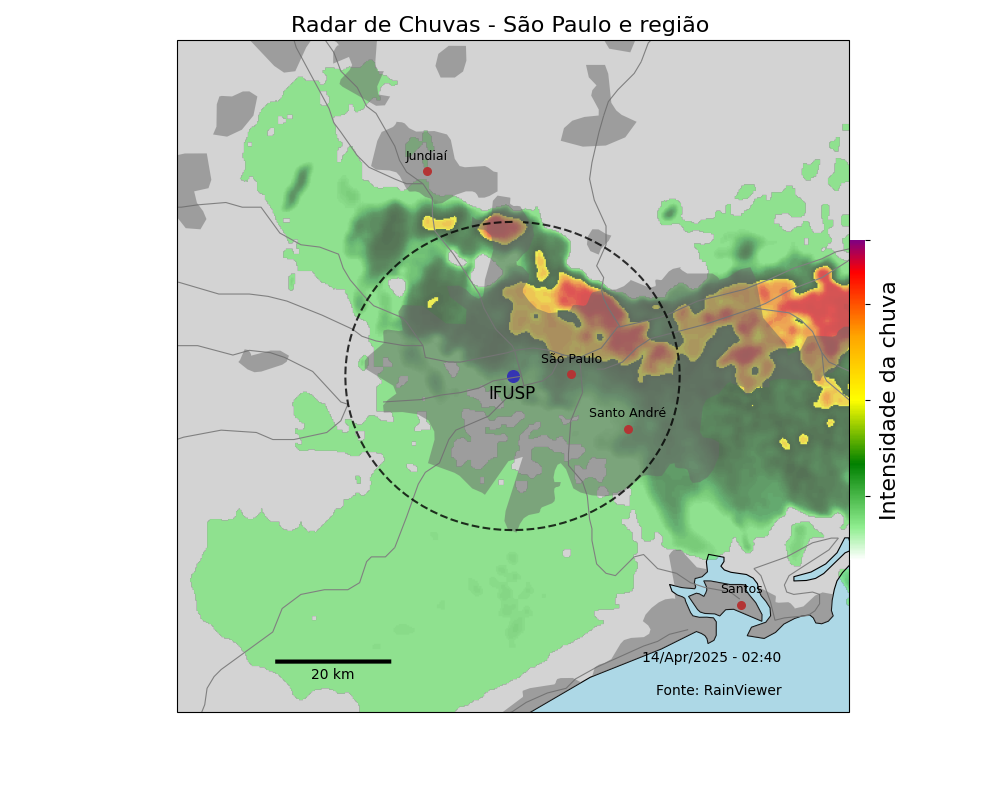 Radar de Chuvas - São Paulo e região
Jundiaí
São Paulo
IFUSP
Santo André
Intensidade da chuva
Santos
14/Apr/2025 - 02:40
20 km
Fonte: RainViewer